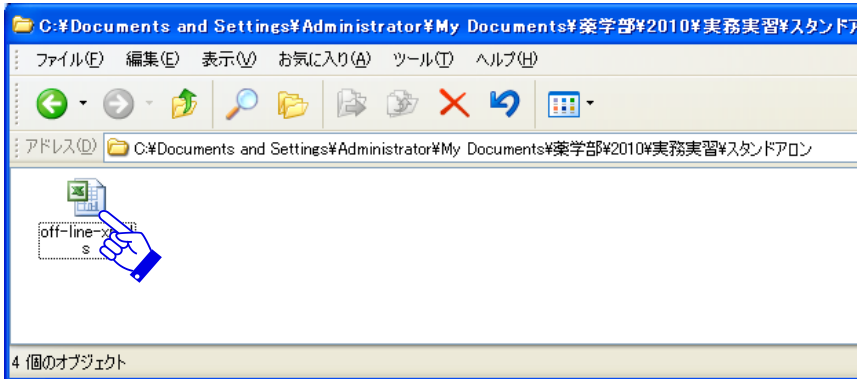 C:¥Documents and Settings¥Administrator¥My Documents¥薬学部¥2010¥実務実習¥スタンドア
ファイル(F) 編集(E) 表示(V) お気に入り(A) ツール(T) ヘルプ(H)
アドレス(D) C:¥Documents and Settings¥Administrator¥My Documents¥薬学部¥2010¥実務実習¥スタンドアロン
off-line-x
s
4 個のオブジェクト